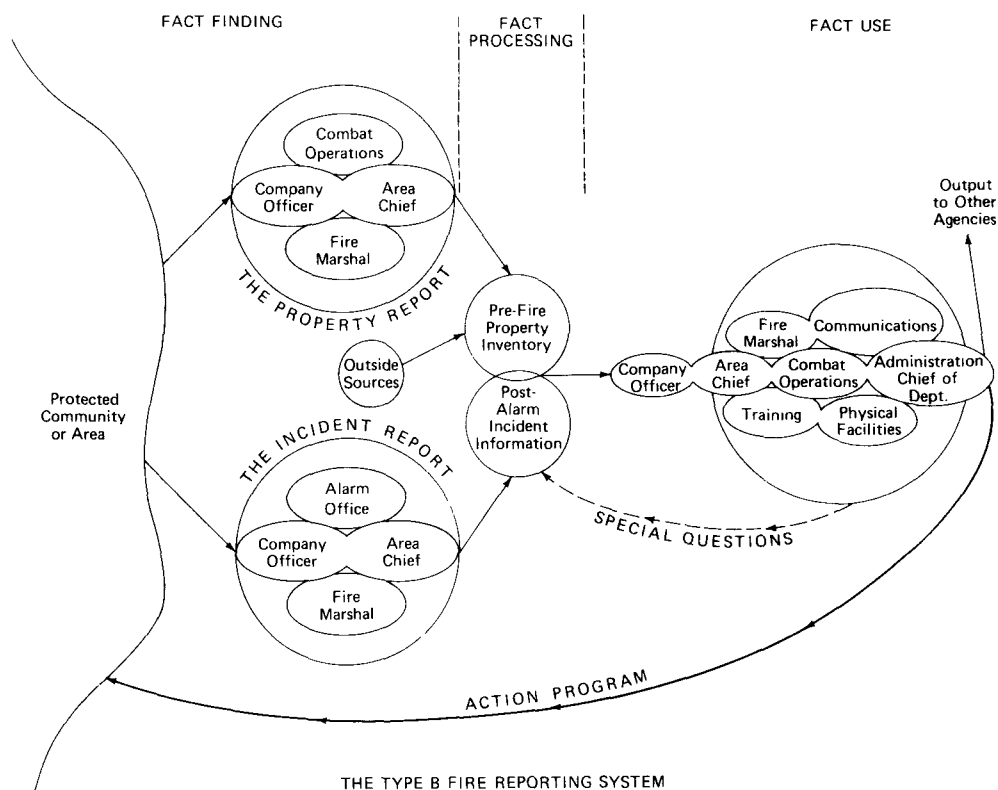 FACT FINDING
FACT
PROCESSING
FACT USE
Combat
Operations
Company
Officer
Area
Chief
Fire
Marshal
THE PROPERTY REPORT
Outside
Sources
Pre-Fire
Property
Inventory
Post-
Alarm
Incident
Information
Protected
Community
or Area
THE INCIDENT REPORT
Alarm
Office
Company
Officer
Area
Chief
Fire
Marshal
Output
to Other
Agencies
Fire
Marshal
Communications
Company
Officer
Area
Chief
Combat
Operations
Administration
Chief of
Dept.
Training
Physical
Facilities
SPECIAL QUESTIONS
ACTION PROGRAM
THE TYPE B FIRE REPORTING SYSTEM